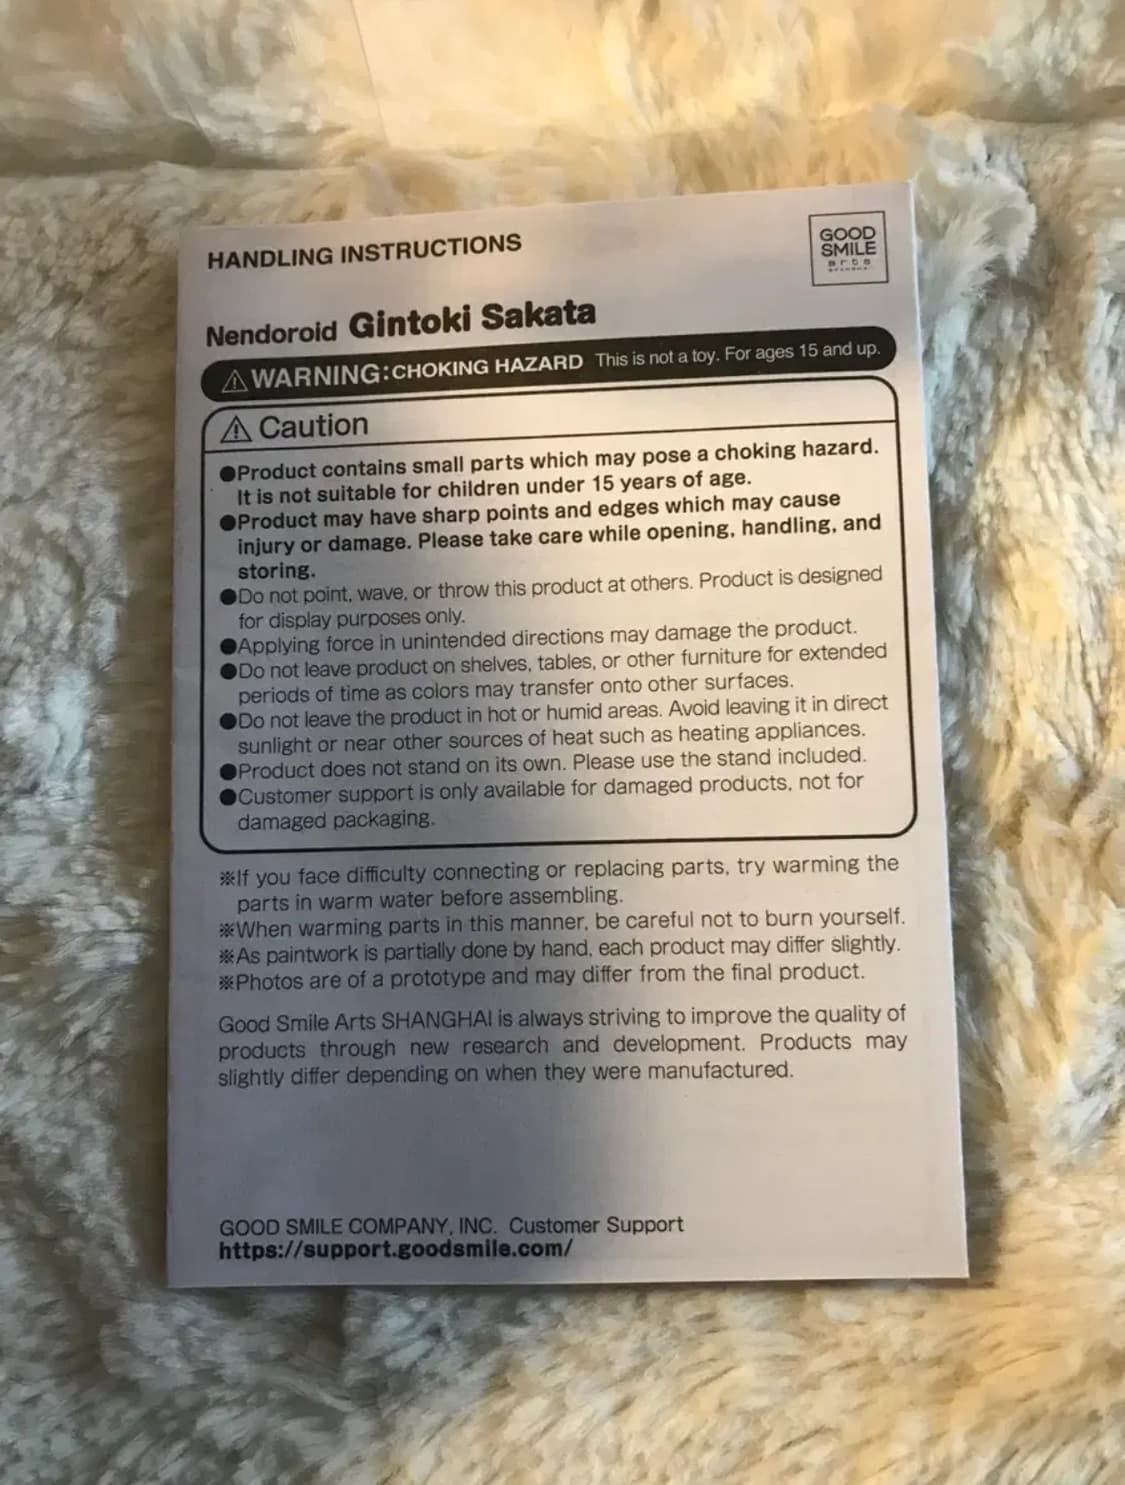 HANDLING INSTRUCTIONS
GOOD
SMILE
arts
Nendoroid Gintoki Sakata
⚠WARNING:CHOKING HAZARD This is not a toy. For ages 15 and up.
⚠ Caution
●Product contains small parts which may pose a choking hazard.
It is not suitable for children under 15 years of age.
●Product may have sharp points and edges which may cause
injury or damage. Please take care while opening, handling, and
storing.
●Do not point, wave, or throw this product at others. Product is designed
for display purposes only.
●Applying force in unintended directions may damage the product.
●Do not leave product on shelves, tables, or other furniture for extended
periods of time as colors may transfer onto other surfaces.
●Do not leave the product in hot or humid areas. Avoid leaving it in direct
sunlight or near other sources of heat such as heating appliances.
●Product does not stand on its own. Please use the stand included.
●Customer support is only available for damaged products, not for
damaged packaging.
※If you face difficulty connecting or replacing parts, try warming the
parts in warm water before assembling.
※When warming parts in this manner, be careful not to burn yourself.
※As paintwork is partially done by hand, each product may differ slightly.
※Photos are of a prototype and may differ from the final product.
Good Smile Arts SHANGHAI is always striving to improve the quality of
products through new research and development. Products may
slightly differ depending on when they were manufactured.
GOOD SMILE COMPANY, INC. Customer Support
https://support.goodsmile.com/